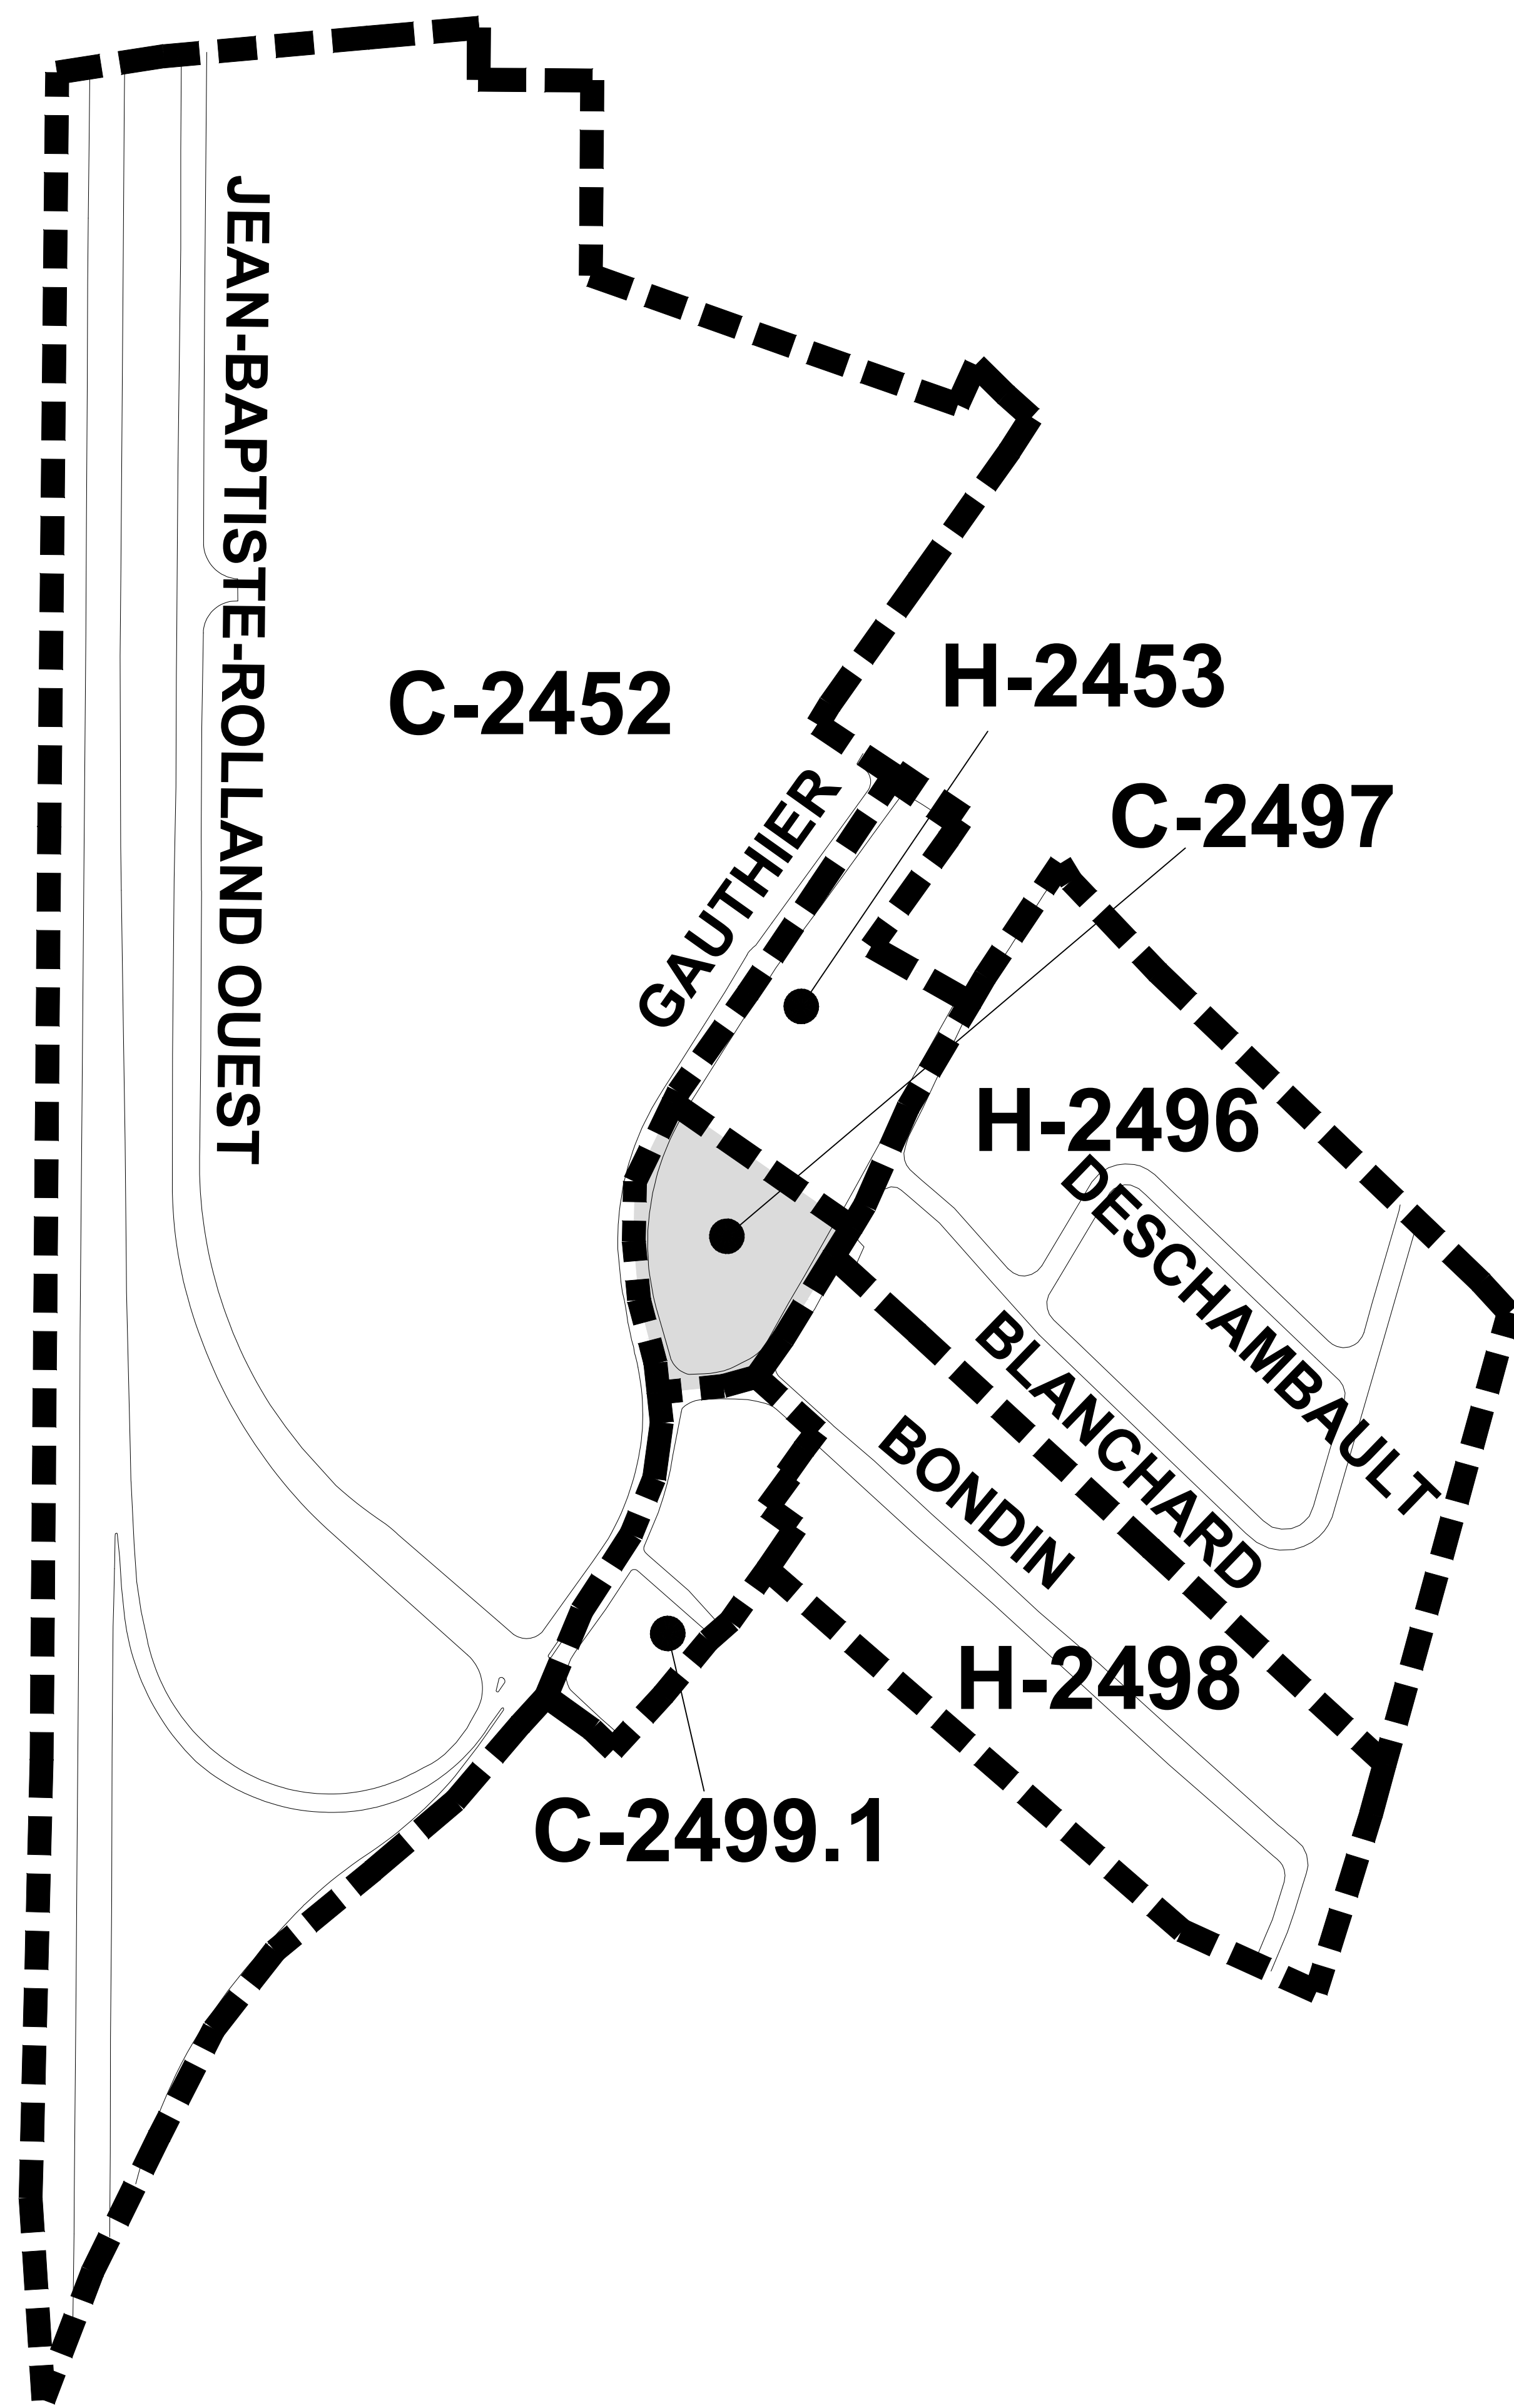 JEAN-BAPTISTE-ROLLAND OUEST
C-2452
H-2453
C-2497
GAUTHIER
H-2496
DESCHAMBAULT
BLANCHARD
BONDIN
H-2498
C-2499.1